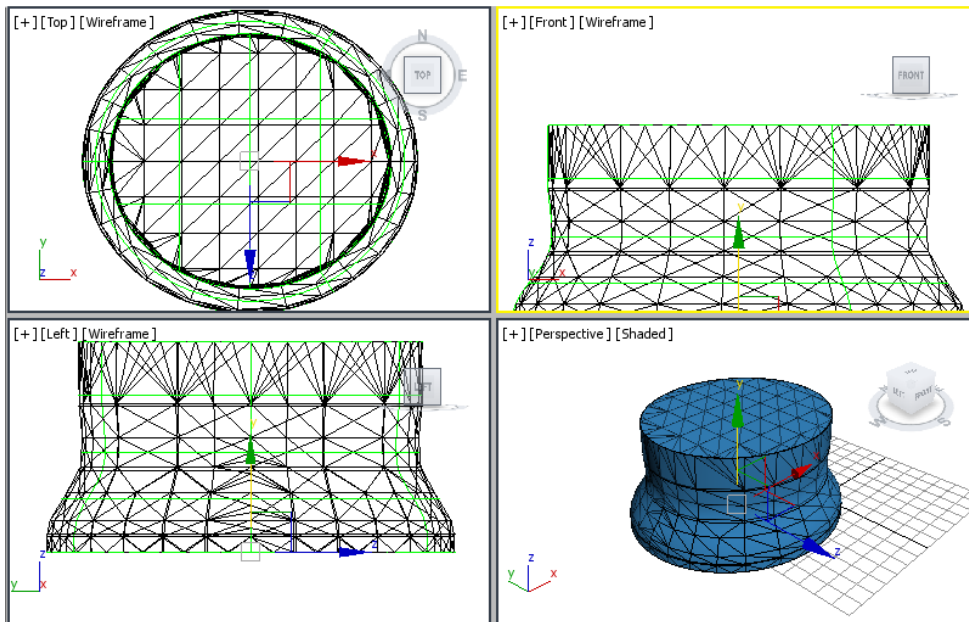 [+] [Top] [Wireframe]
N
TOP
E
S
x
y
z
x
[+] [Front] [Wireframe]
FRONT
y
z
y
x
[+] [Left] [Wireframe]
LEFT
y
z
z
y
x
[+] [Perspective] [Shaded]
y
x
z
W
S
z
y
x